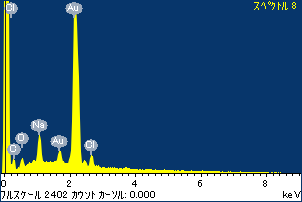 スペクトル 8
Cl Au
Na
O
C Au Cl
0 2 4 6 8
フルスケール 2402 カウント カーソル: 0.000 keV